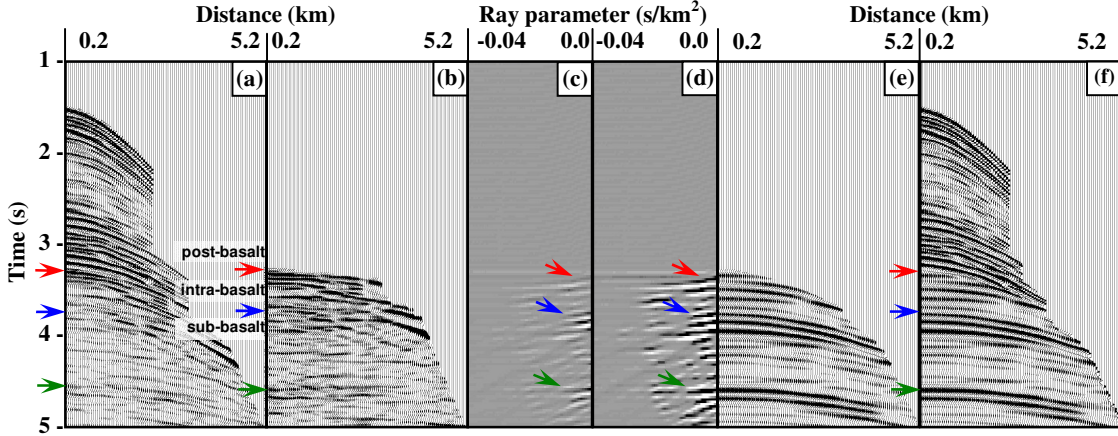 Distance (km) Ray parameter (s/km²) Distance (km)
0.2 5.2 0.2 5.2 -0.04 0.0 -0.04 0.0 0.2 5.2 0.2 5.2
(a) (b) (c) (d) (e) (f)
1
2
3
4
5
Time (s)
post-basalt
intra-basalt
sub-basalt